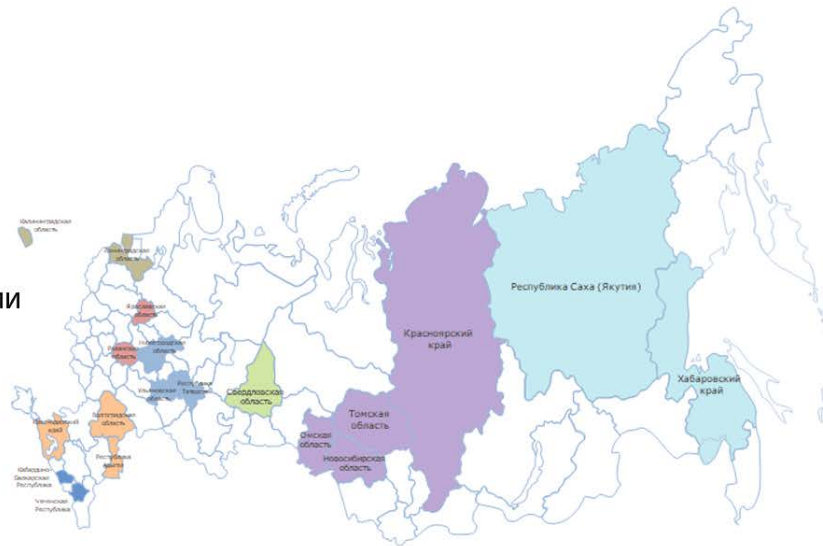 Калининградская
область
Ленинградская
область
ии
Ярославская
область
Республика Саха (Якутия)
Красноярский
край
Рязанская
область
Нижегородская
область
Хабаровский
край
Ульяновская
область
Республика
Татарстан
Свердловская
область
Томская
область
Волгоградская
область
Краснодарский
край
Омская
область
Новосибирская
область
Республика
Кабардино-
Балкарская
Республика
Чеченская
Республика